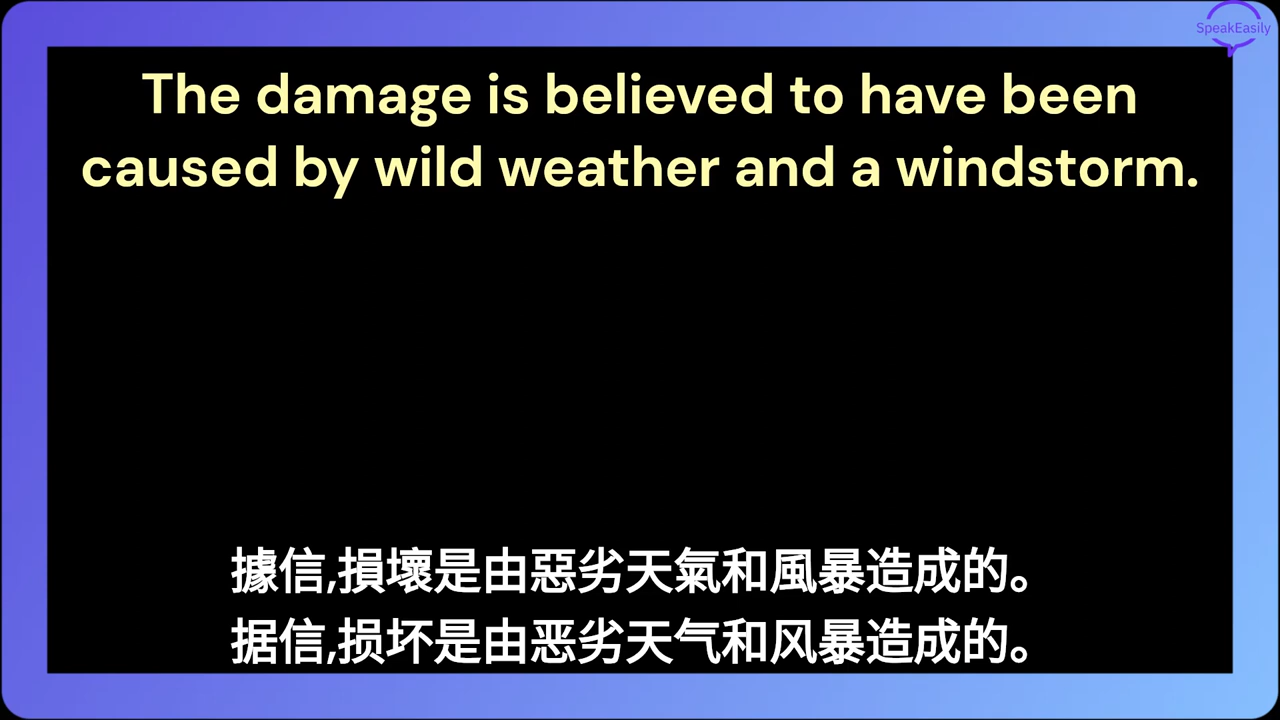 SpeakEasily
The damage is believed to have been
caused by wild weather and a windstorm.
據信,損壞是由惡劣天氣和風暴造成的。
据信,损坏是由恶劣天气和风暴造成的。